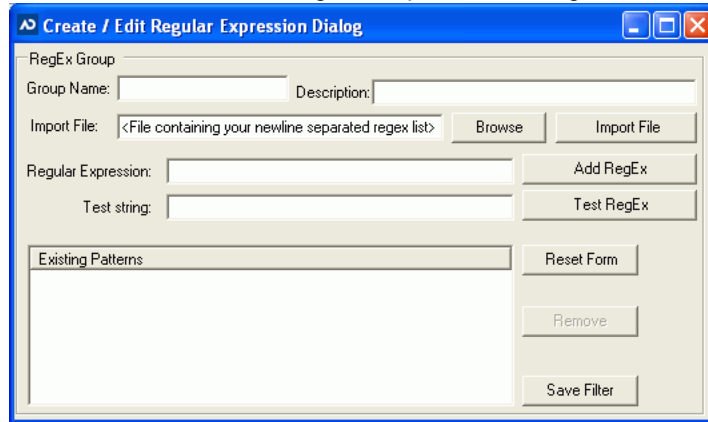 Create / Edit Regular Expression Dialog
RegEx Group
Group Name:
Description:
Import File: <File containing your newline separated regex list> Browse Import File
Regular Expression: Add RegEx
Test string: Test RegEx
Existing Patterns Reset Form
Remove
Save Filter